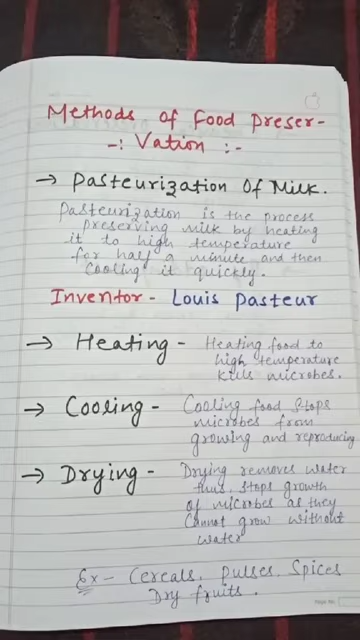 Methods of Food Preser-
-: Vation :-
→ Pasteurization Of Milk.
Pasteurization is the process
preserving milk by heating
it to high temperature
for half a minute and then
Cooling it quickly.
Inventor - Louis Pasteur
→ Heating - Heating food to
high temperature
kills microbes.
→ Cooling - Cooling food stops
microbes from
growing and reproducing
→ Drying - Drying removes water
thus stops growth
of microbes as they
Cannot grow without
water
Ex - Cereals, pulses, Spices
Dry fruits.